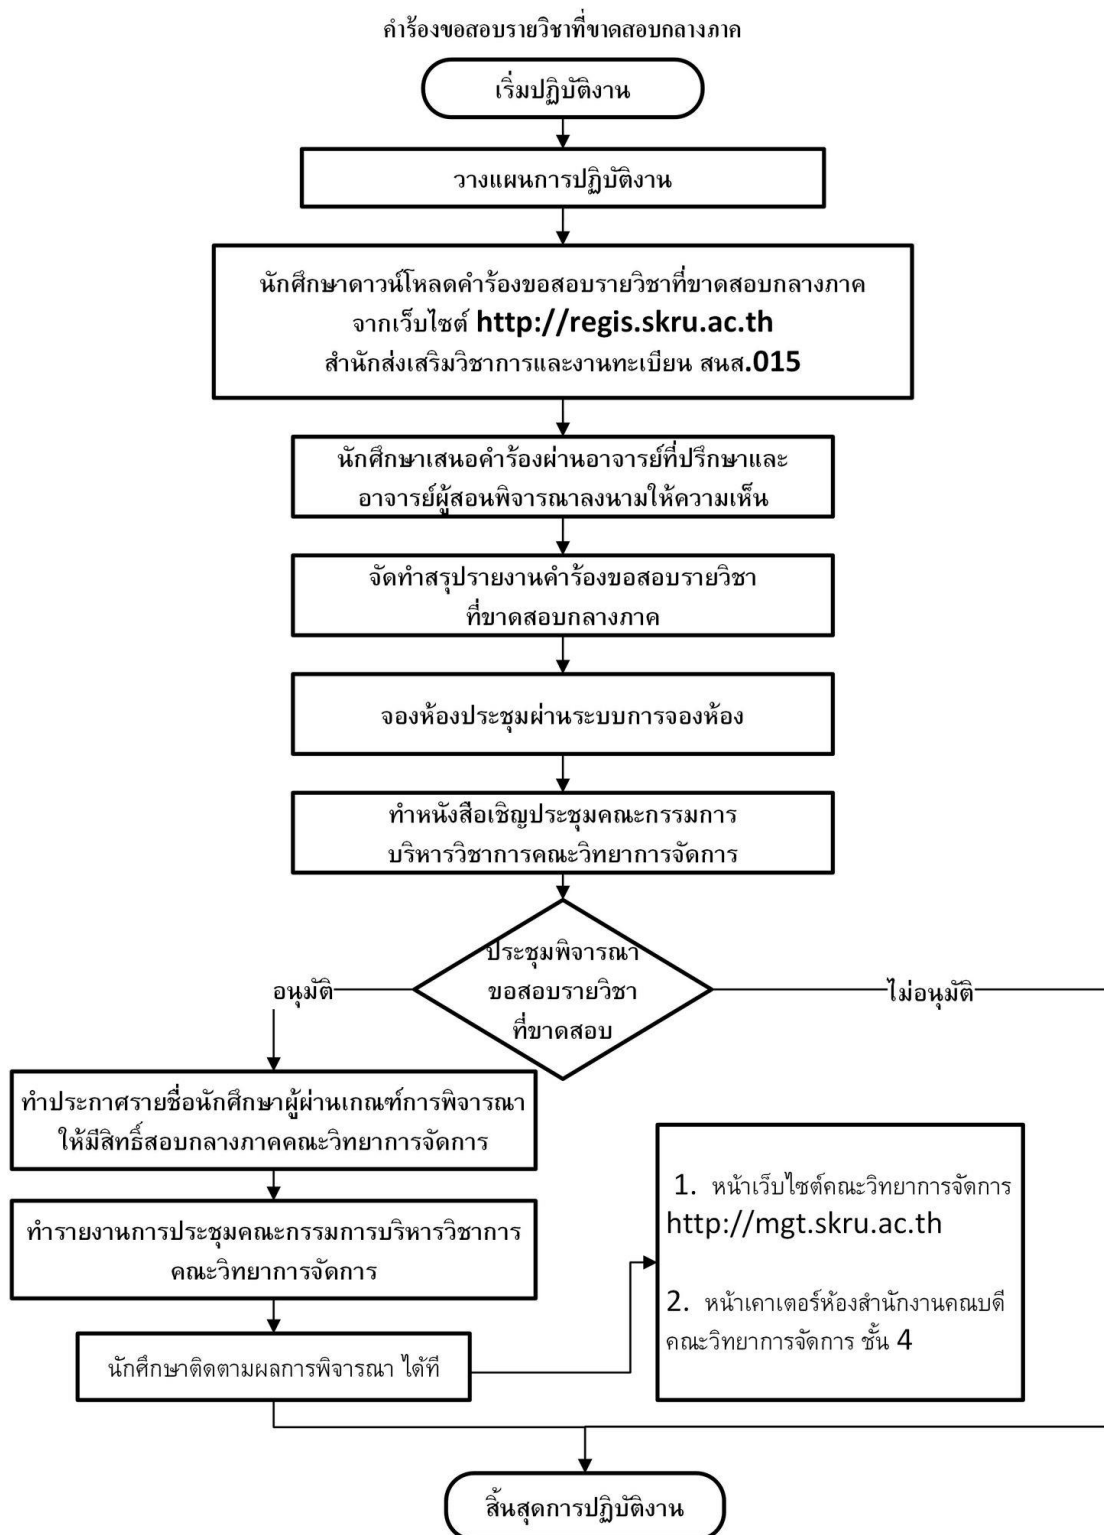 คำร้องขอสอบรายวิชาที่ขาดสอบกลางภาค
เริ่มปฏิบัติงาน
วางแผนการปฏิบัติงาน
นักศึกษาดาวน์โหลดคำร้องขอสอบรายวิชาที่ขาดสอบกลางภาค
จากเว็บไซต์ http://regis.skru.ac.th
สำนักส่งเสริมวิชาการและงานทะเบียน สนส.015
นักศึกษาเสนอคำร้องผ่านอาจารย์ที่ปรึกษาและ
อาจารย์ผู้สอนพิจารณาลงนามให้ความเห็น
จัดทำสรุปรายงานคำร้องขอสอบรายวิชา
ที่ขาดสอบกลางภาค
จองห้องประชุมผ่านระบบการจองห้อง
ทำหนังสือเชิญประชุมคณะกรรมการ
บริหารวิชาการคณะวิทยาการจัดการ
ประชุมพิจารณา
ขอสอบรายวิชา
ที่ขาดสอบ
อนุมัติ
ไม่อนุมัติ
ทำประกาศรายชื่อนักศึกษาผู้ผ่านเกณฑ์การพิจารณา
ให้มีสิทธิ์สอบกลางภาคคณะวิทยาการจัดการ
ทำรายงานการประชุมคณะกรรมการบริหารวิชาการ
คณะวิทยาการจัดการ
นักศึกษาติดตามผลการพิจารณา ได้ที
1. หน้าเว็บไซต์คณะวิทยาการจัดการ
http://mgt.skru.ac.th
2. หน้าเคาเตอร์ห้องสำนักงานคณบดี
คณะวิทยาการจัดการ ชั้น 4
สิ้นสุดการปฏิบัติงาน